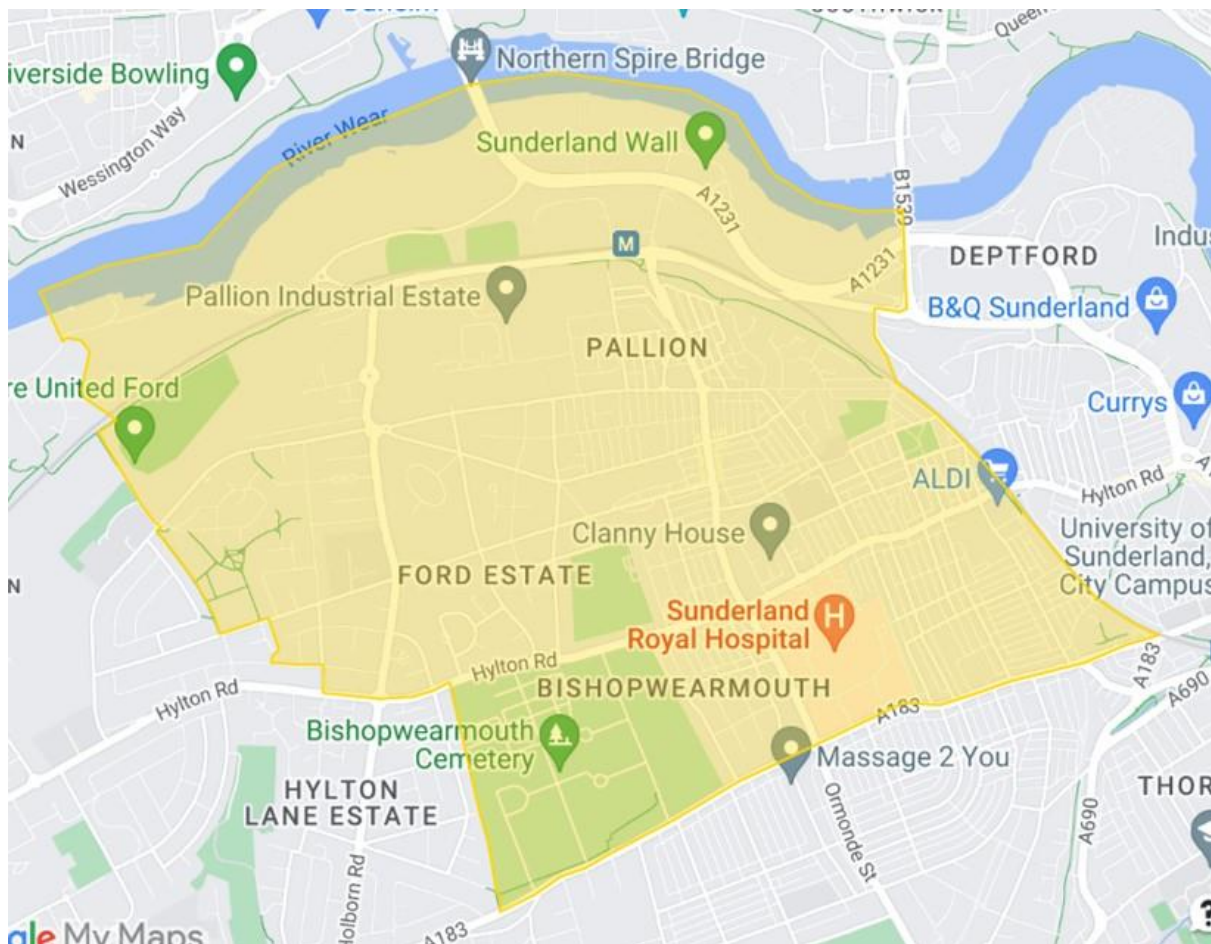 SOUTHWICK
Queen
Northern Spire Bridge
iverside Bowling
River Wear
Sunderland Wall
N
Wessington Way
A1231
B1539
M
DEPTFORD
Indus
A1231
Pallion Industrial Estate
B&Q Sunderland
PALLION
re United Ford
Currys
ALDI
Hylton Rd
Clanny House
University of
Sunderland,
City Campus
FORD ESTATE
N
Sunderland
Royal Hospital
H
Hylton Rd
A183
A690
Hylton Rd
BISHOPWEARMOUTH
A183
Bishopwearmouth
Cemetery
Massage 2 You
HYLTON
LANE ESTATE
THOR
Ormonde St
A690
Holborn Rd
A183
gle My Maps
?